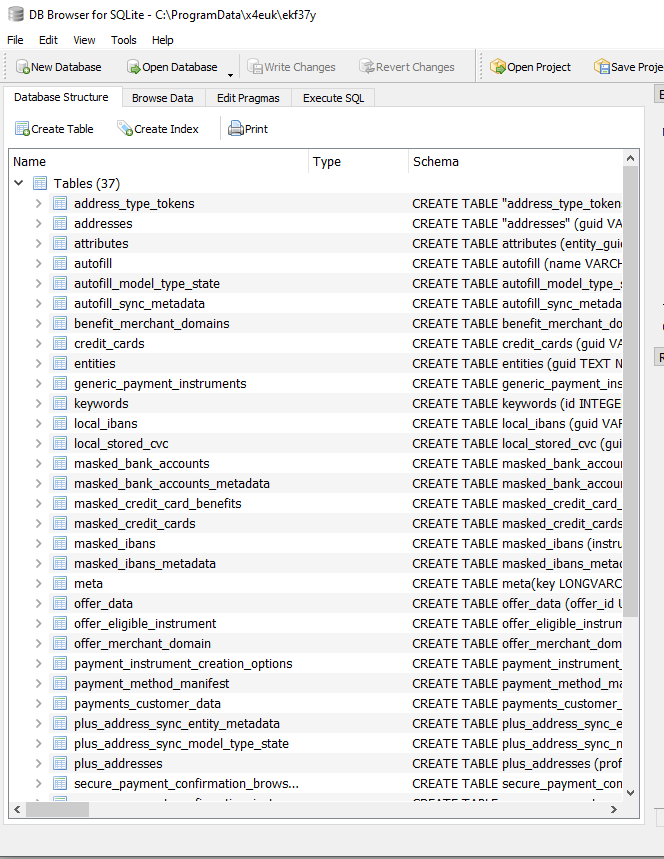 DB Browser for SQLite - C:\ProgramData\x4euk\ekf37y
File Edit View Tools Help
New Database Open Database Write Changes Revert Changes Open Project Save Proje
Database Structure Browse Data Edit Pragmas Execute SQL
Create Table Create Index Print
Name Type Schema
Tables (37)
address_type_tokens CREATE TABLE "address_type_token
addresses CREATE TABLE "addresses" (guid VA
attributes CREATE TABLE attributes (entity_guid
autofill CREATE TABLE autofill (name VARCH
autofill_model_type_state CREATE TABLE autofill_model_type_s
autofill_sync_metadata CREATE TABLE autofill_sync_metada
benefit_merchant_domains CREATE TABLE benefit_merchant_do
credit_cards CREATE TABLE credit_cards (guid VA
entities CREATE TABLE entities (guid TEXT N
generic_payment_instruments CREATE TABLE generic_payment_ins
keywords CREATE TABLE keywords (id INTEGE
local_ibans CREATE TABLE local_ibans (guid VAR
local_stored_cvc CREATE TABLE local_stored_cvc (gui
masked_bank_accounts CREATE TABLE masked_bank_accou
masked_bank_accounts_metadata CREATE TABLE masked_bank_accou
masked_credit_card_benefits CREATE TABLE masked_credit_card_
masked_credit_cards CREATE TABLE masked_credit_cards
masked_ibans CREATE TABLE masked_ibans (instru
masked_ibans_metadata CREATE TABLE masked_ibans_metad
meta CREATE TABLE meta(key LONGVARC
offer_data CREATE TABLE offer_data (offer_id U
offer_eligible_instrument CREATE TABLE offer_eligible_instrum
offer_merchant_domain CREATE TABLE offer_merchant_dom
payment_instrument_creation_options CREATE TABLE payment_instrument_
payment_method_manifest CREATE TABLE payment_method_ma
payments_customer_data CREATE TABLE payments_customer_
plus_address_sync_entity_metadata CREATE TABLE plus_address_sync_e
plus_address_sync_model_type_state CREATE TABLE plus_address_sync_m
plus_addresses CREATE TABLE plus_addresses (prof
secure_payment_confirmation_brows... CREATE TABLE secure_payment_con